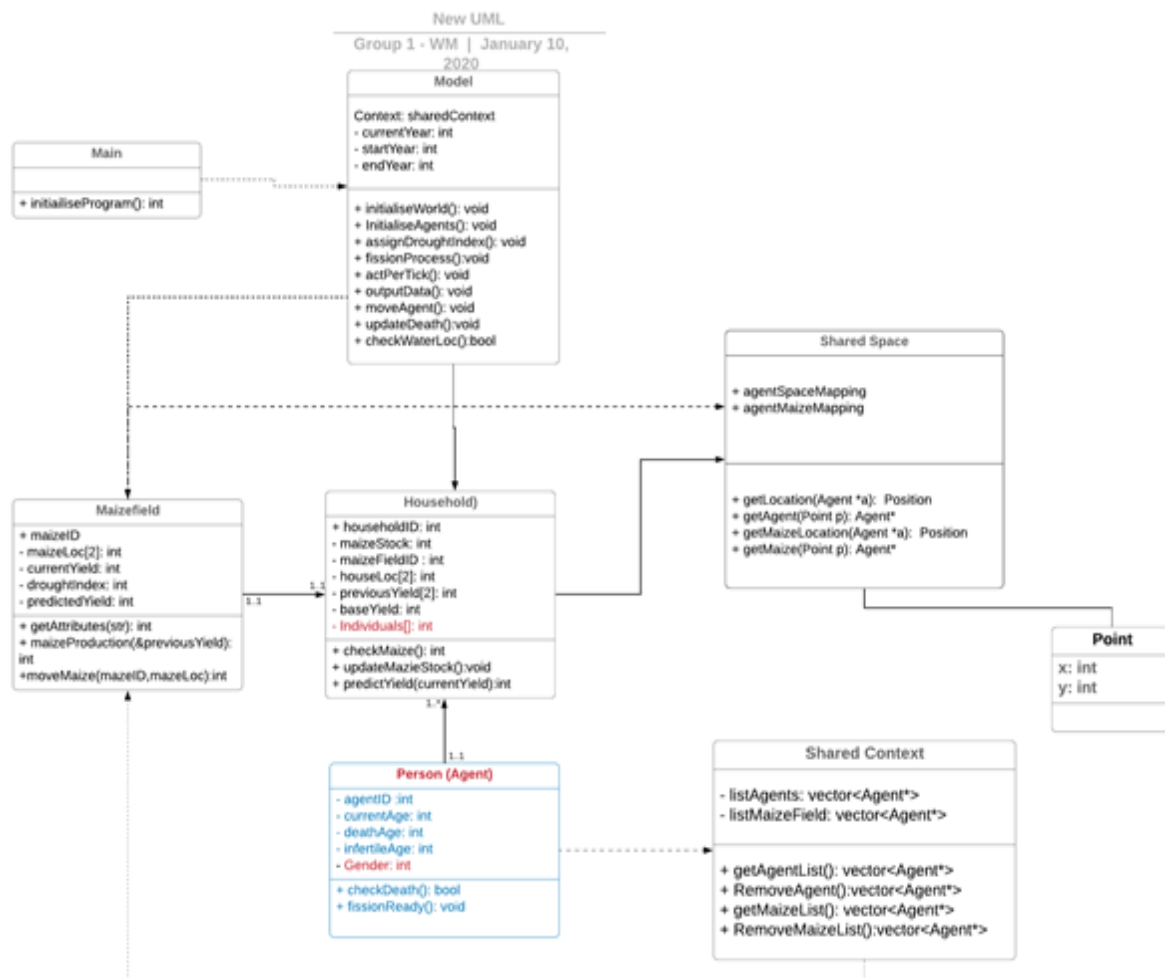 New UML
Group 1 - WM | January 10,
2020
Model
Context: sharedContext
- currentYear: int
- startYear: int
- endYear: int
+ initialiseWorld(): void
+ InitialiseAgents(): void
+ assignDroughtIndex(): void
+ fissionProcess():void
+ actPerTick(): void
+ outputData(): void
+ moveAgent(): void
+ updateDeath():void
+ checkWaterLoc():bool
Main
+ initiailiseProgram(): int
Shared Space
+ agentSpaceMapping
+ agentMaizeMapping
+ getLocation(Agent *a): Position
+ getAgent(Point p): Agent*
+ getMaizeLocation(Agent *a): Position
+ getMaize(Point p): Agent*
Maizefield
+ maizeID
- maizeLoc[2]: int
- currentYield: int
- droughtIndex: int
- predictedYield: int
+ getAttributes(str): int
+ maizeProduction(&previousYield):
int
+moveMaize(mazeID,mazeLoc):int
1..1
1..1
Household)
+ householdID: int
- maizeStock: int
- maizeFieldID : int
- houseLoc[2]: int
- previousYield[2]: int
- baseYield: int
- Individuals[]: int
+ checkMaize(): int
+ updateMazieStock():void
+ predictYield(currentYield):int
1..*
1..1
Point
x: int
y: int
Person (Agent)
- agentID :int
- currentAge: int
- deathAge: int
- infertileAge: int
- Gender: int
+ checkDeath(): bool
+ fissionReady(): void
Shared Context
- listAgents: vector<Agent*>
- listMaizeField: vector<Agent*>
+ getAgentList(): vector<Agent*>
+ RemoveAgent():vector<Agent*>
+ getMaizeList(): vector<Agent*>
+ RemoveMaizeList():vector<Agent*>